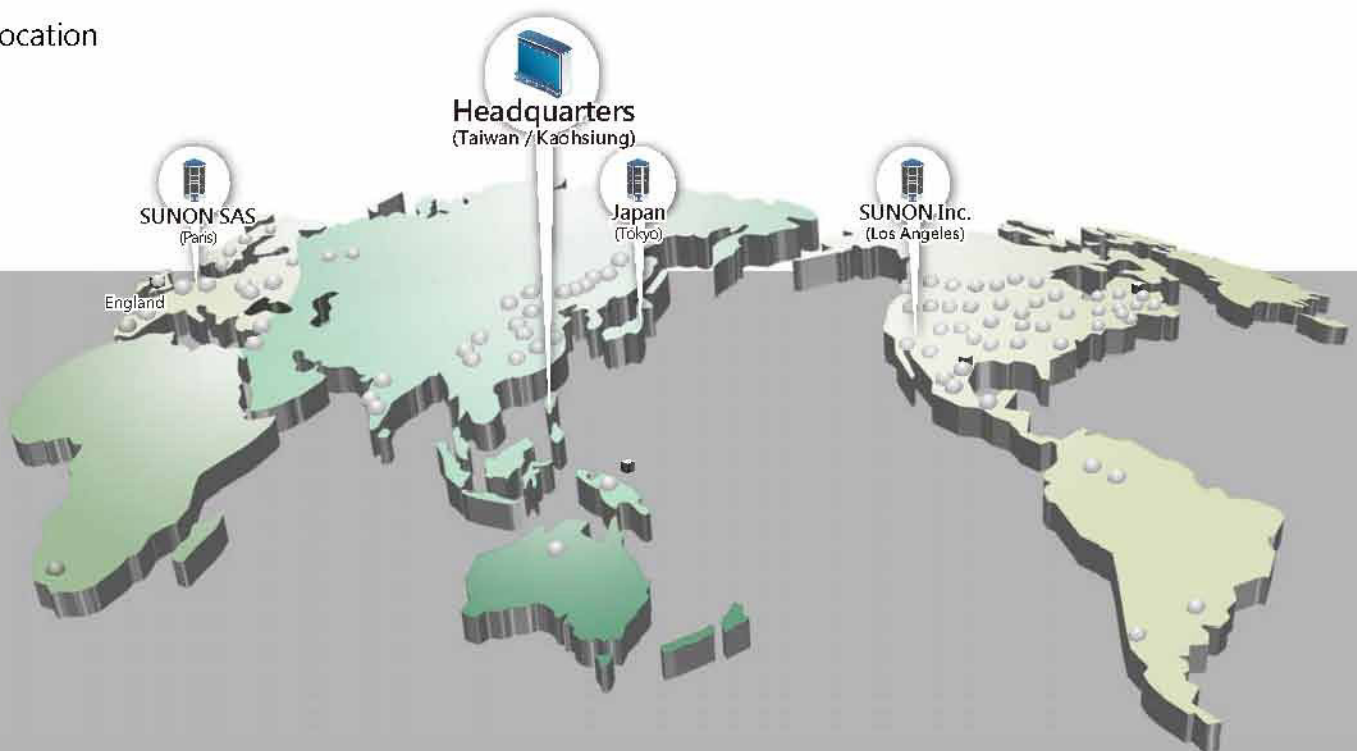 ocation
Headquarters
(Taiwan / Kaohsiung)
SUNON SAS
(Paris)
Japan
(Tokyo)
SUNON Inc.
(Los Angeles)
England